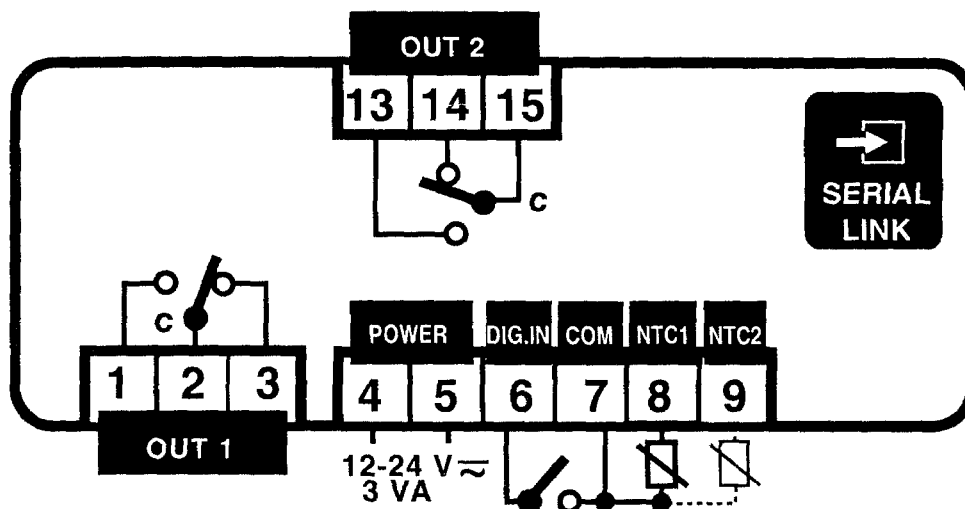 OUT 2
13 14 15
C
SERIAL
LINK
C
POWER DIG.IN COM NTC1 NTC2
1 2 3
4 5 6 7 8 9
OUT 1
12-24 V ⎓~
3 VA